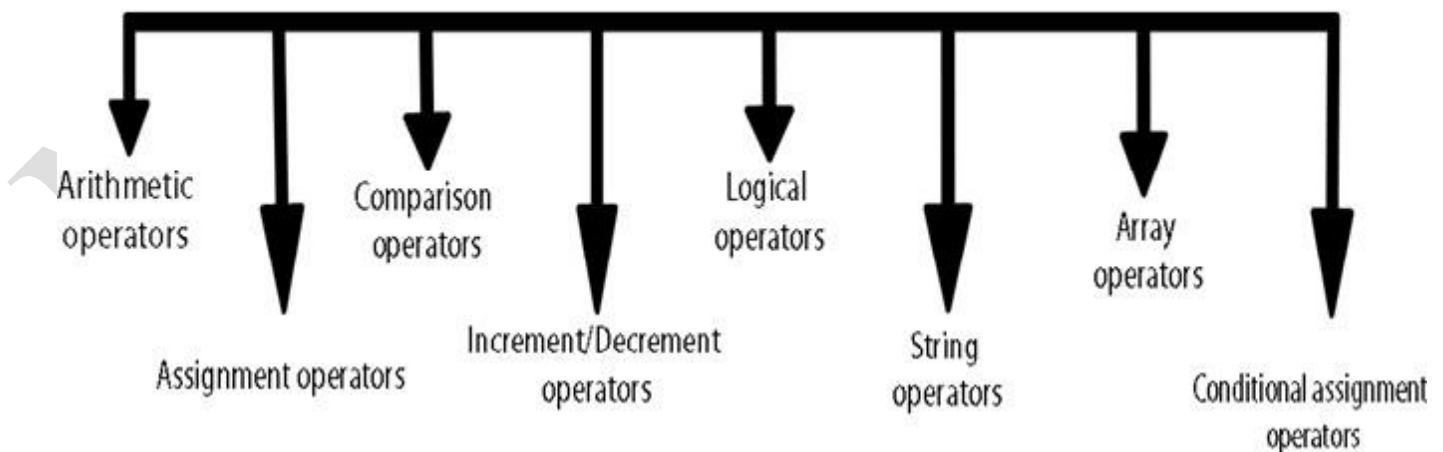 Arithmetic
operators
Assignment operators
Comparison
operators
Increment/Decrement
operators
Logical
operators
String
operators
Array
operators
Conditional assignment
operators